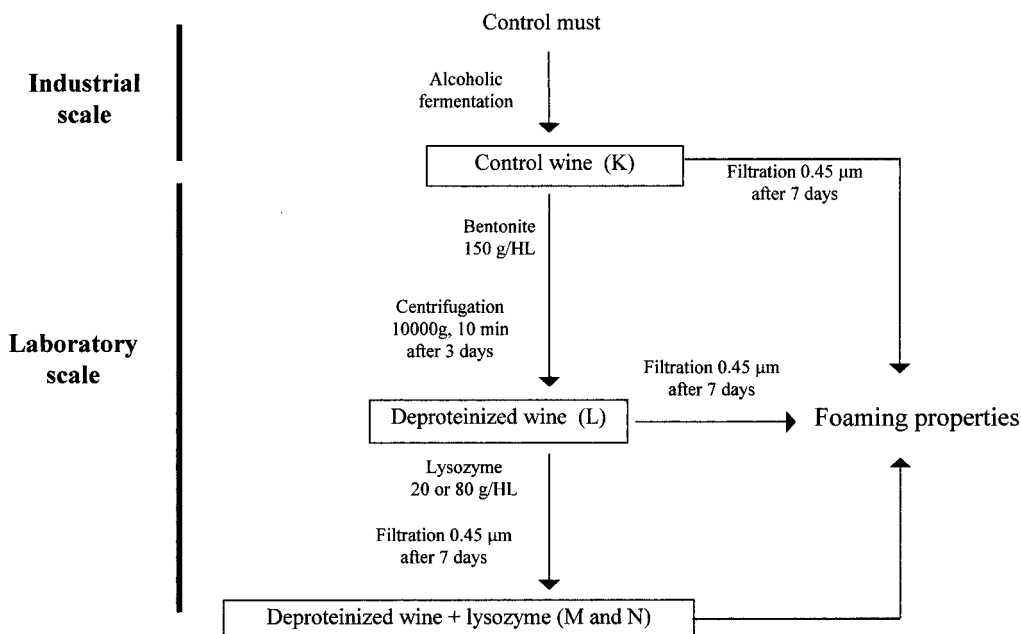 Control must
Industrial
scale
Alcoholic
fermentation
Control wine (K)
Filtration 0.45 μm
after 7 days
Bentonite
150 g/HL
Laboratory
scale
Centrifugation
10000g, 10 min
after 3 days
Filtration 0.45 μm
after 7 days
Deproteinized wine (L)
Foaming properties
Lysozyme
20 or 80 g/HL
Filtration 0.45 μm
after 7 days
Deproteinized wine + lysozyme (M and N)